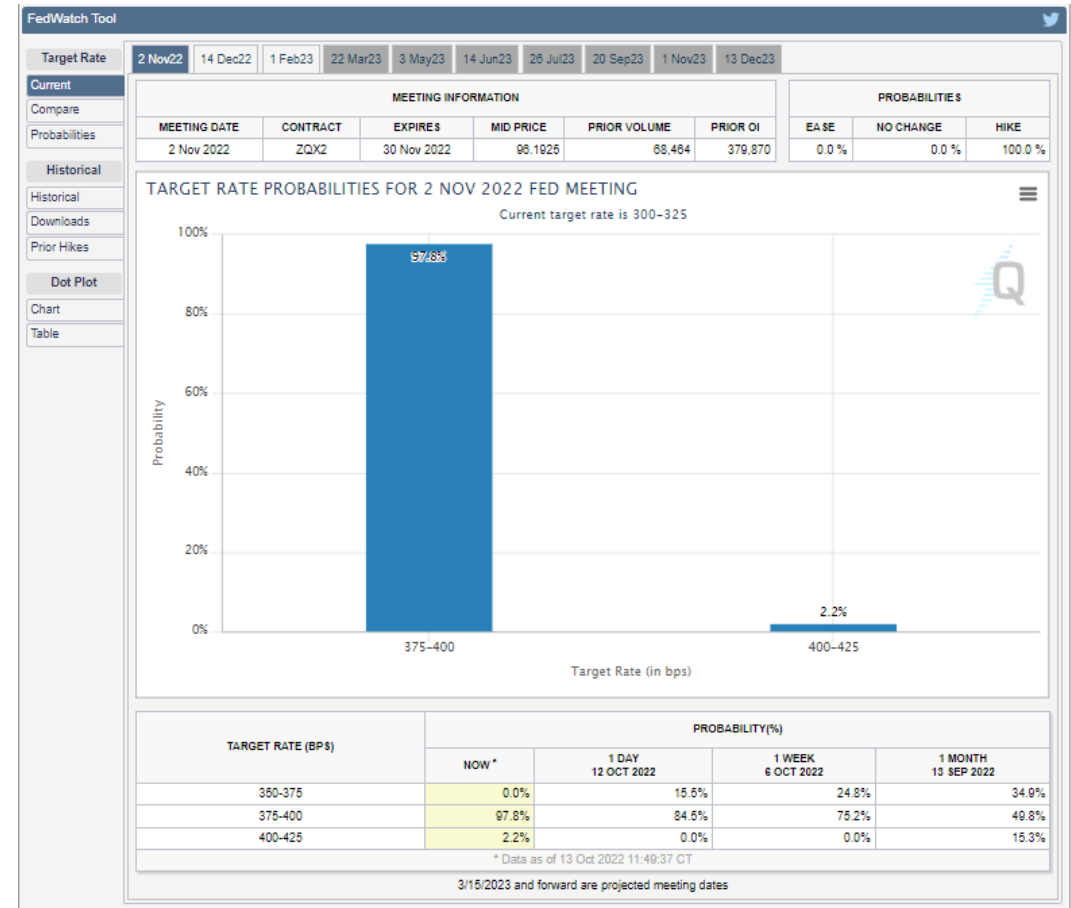 FedWatch Tool
Target Rate
Current
Compare
Probabilities
Historical
Historical
Downloads
Prior Hikes
Dot Plot
Chart
Table
2 Nov22 14 Dec22 1 Feb23 22 Mar23 3 May23 14 Jun23 26 Jul23 20 Sep23 1 Nov23 13 Dec23
MEETING INFORMATION
MEETING DATE CONTRACT EXPIRES MID PRICE PRIOR VOLUME PRIOR OI
2 Nov 2022 ZQX2 30 Nov 2022 96.1925 68,464 379,870
PROBABILITIES
EASE NO CHANGE HIKE
0.0 % 0.0 % 100.0 %
TARGET RATE PROBABILITIES FOR 2 NOV 2022 FED MEETING
Current target rate is 300-325
100%
80%
60%
40%
20%
0%
Probability
97.8%
2.2%
375-400 400-425
Target Rate (in bps)
Q
TARGET RATE (BPS) PROBABILITY(%)
NOW * 1 DAY 1 WEEK 1 MONTH
12 OCT 2022 6 OCT 2022 13 SEP 2022
350-375 0.0% 15.5% 24.8% 34.9%
375-400 97.8% 84.5% 75.2% 49.8%
400-425 2.2% 0.0% 0.0% 15.3%
* Data as of 13 Oct 2022 11:49:37 CT
3/15/2023 and forward are projected meeting dates